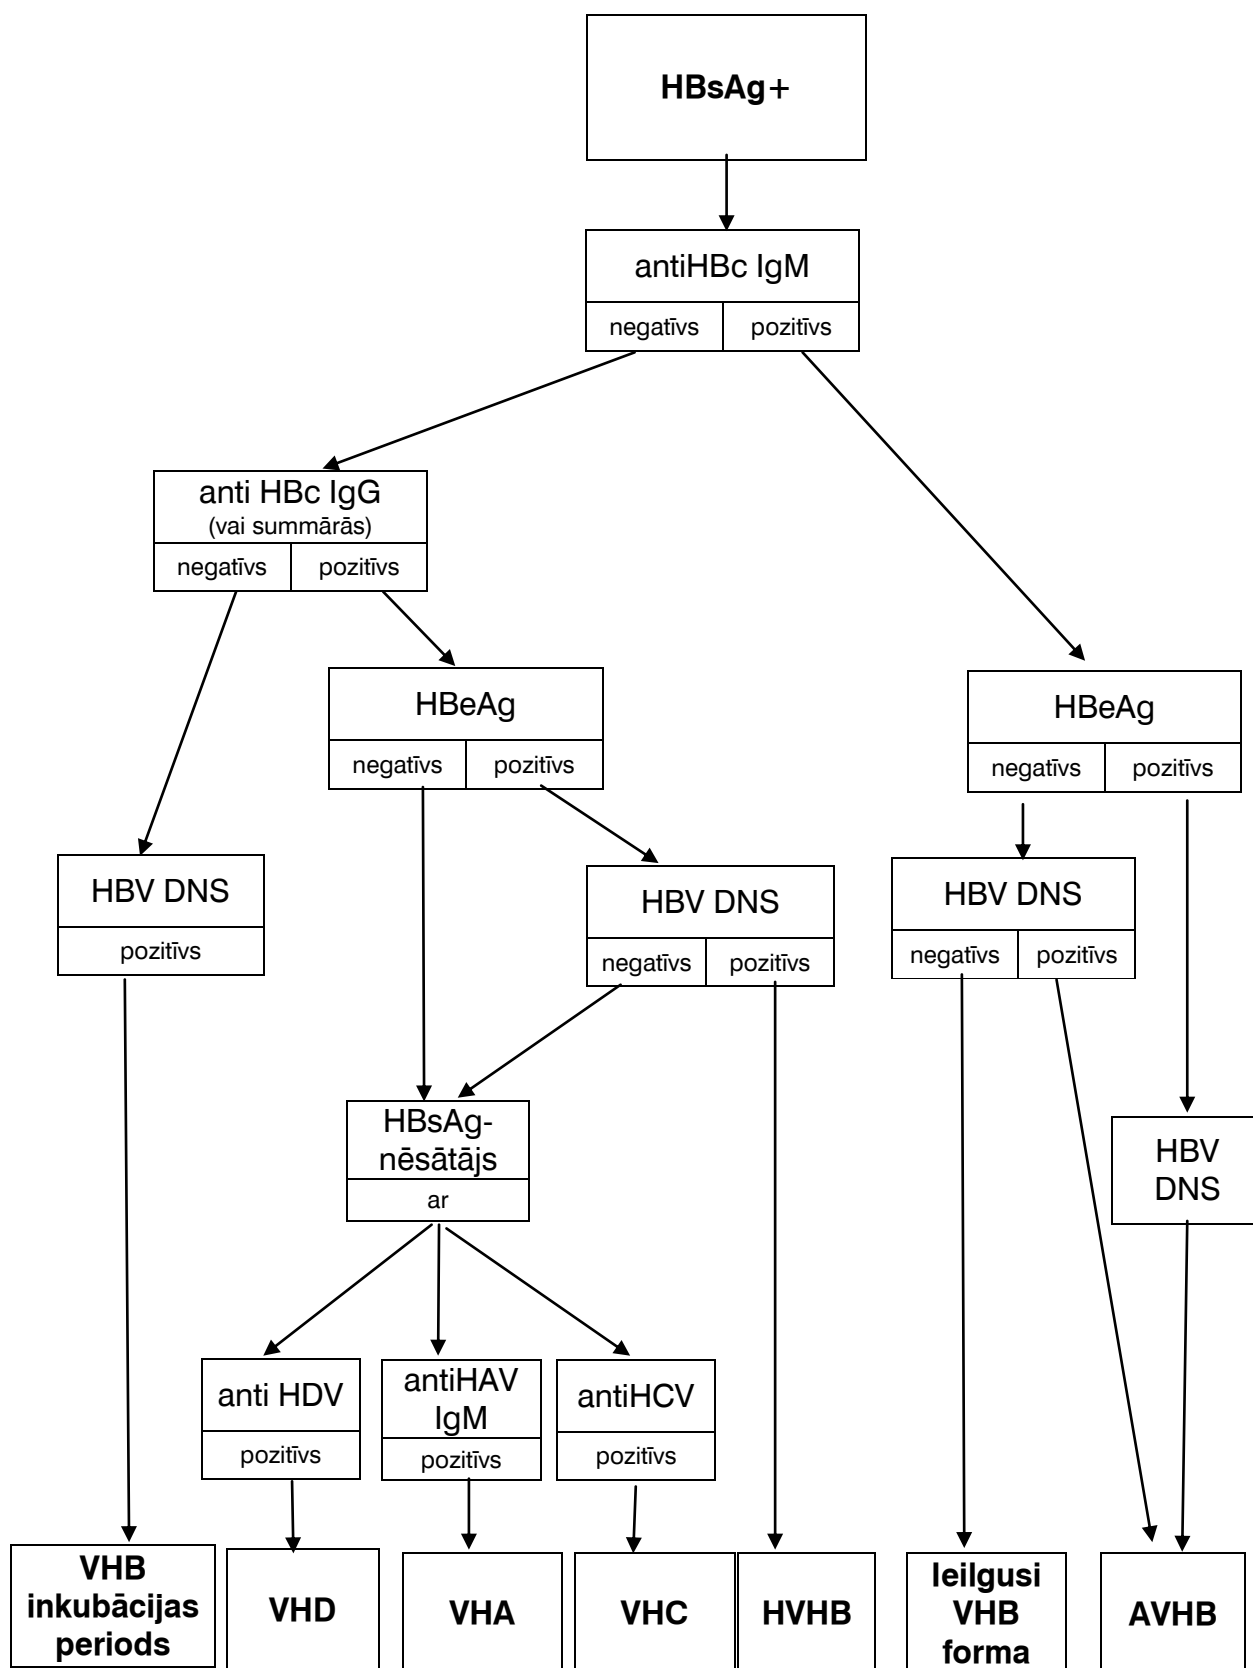 HBsAg+
antiHBc IgM
negatīvs
pozitīvs
anti HBc IgG
(vai summārās)
negatīvs
pozitīvs
HBeAg
negatīvs
pozitīvs
HBeAg
negatīvs
pozitīvs
HBV DNS
pozitīvs
HBV DNS
negatīvs
pozitīvs
HBV DNS
negatīvs
pozitīvs
HBsAg-
nēsātājs
ar
HBV
DNS
anti HDV
pozitīvs
antiHAV
IgM
pozitīvs
antiHCV
pozitīvs
VHB
inkubācijas
periods
VHD
VHA
VHC
HVHB
Ieilgusi
VHB
forma
AVHB